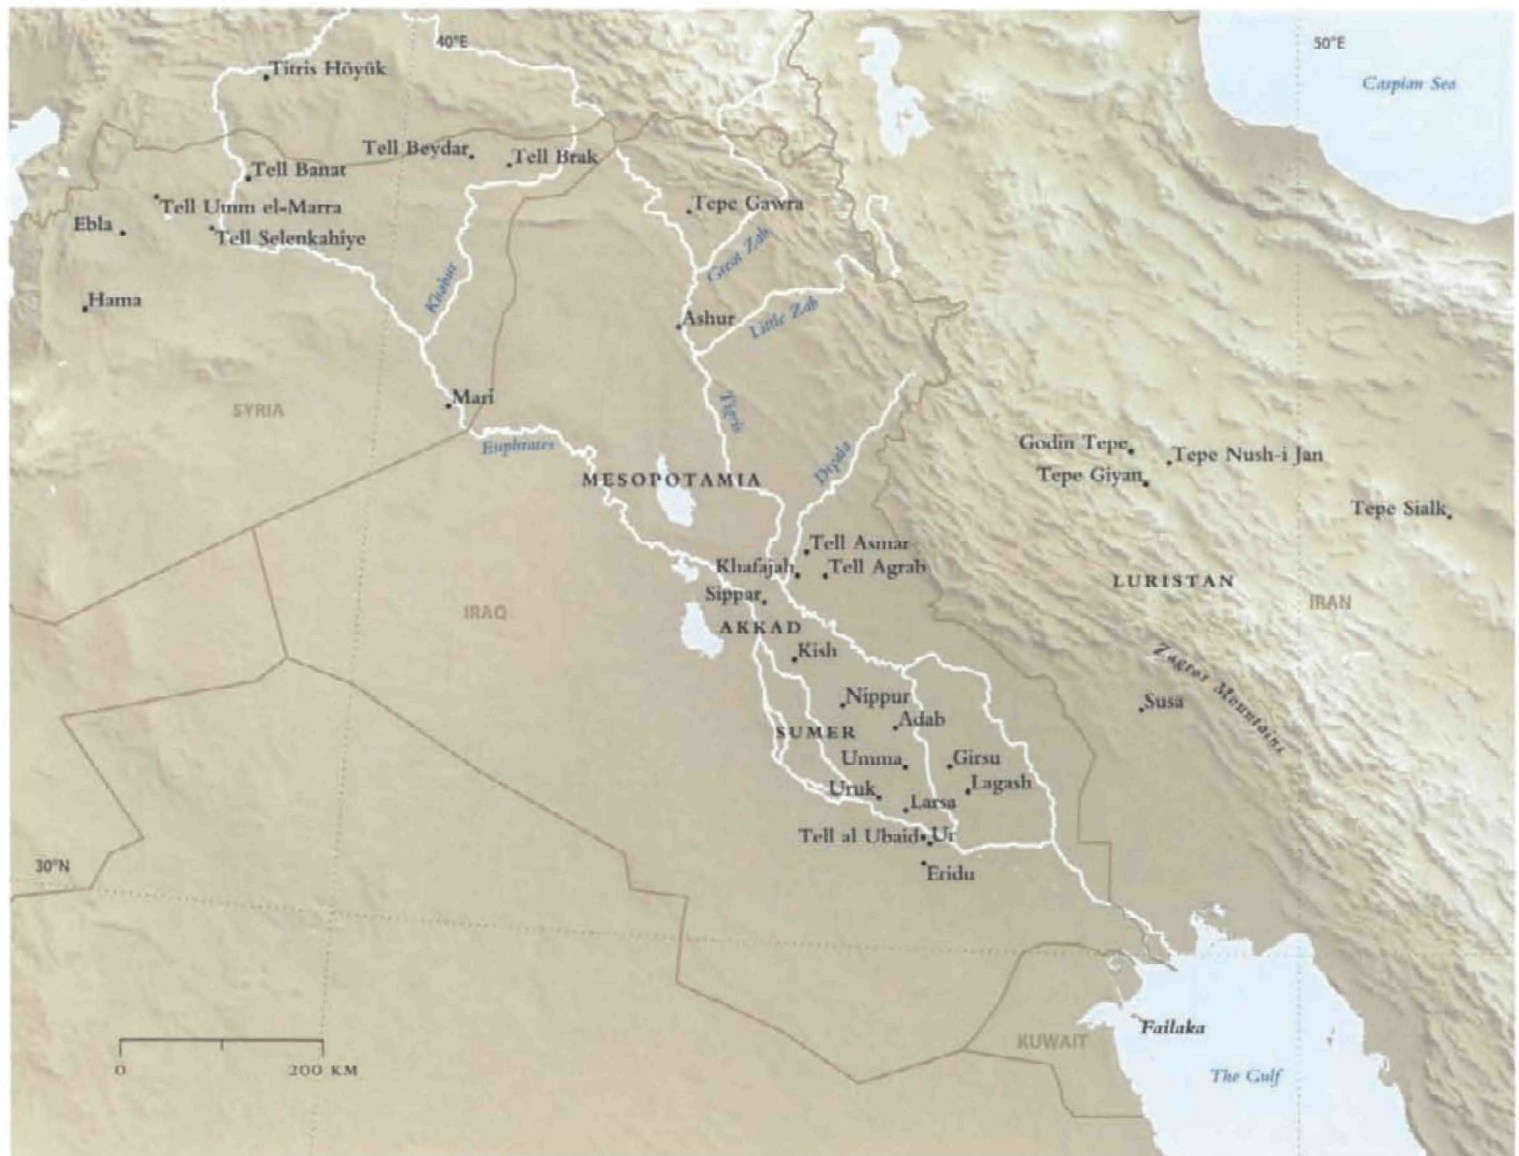 40°E
50°E
Caspian Sea
Titris Höyük
Tell Beydar
Tell Brak
Tell Banat
Tell Umm el-Marra
Tepe Gawra
Ebla
Tell Selenkahiye
Great Zab
Khabur
Hama
Ashur
Little Zab
Mari
SYRIA
Tigris
Euphrates
Diyala
Godin Tepe
Tepe Nush-i Jan
Tepe Giyan
MESOPOTAMIA
Tepe Sialk
Tell Asmar
Khafajah
Tell Agrab
LURISTAN
Sippar
IRAQ
IRAN
AKKAD
Kish
Zagros Mountains
Nippur
Susa
Adab
SUMER
Umma
Girsu
Uruk
Lagash
Larsa
Tell al Ubaid
Ur
30°N
Eridu
Failaka
KUWAIT
0
200 KM
The Gulf